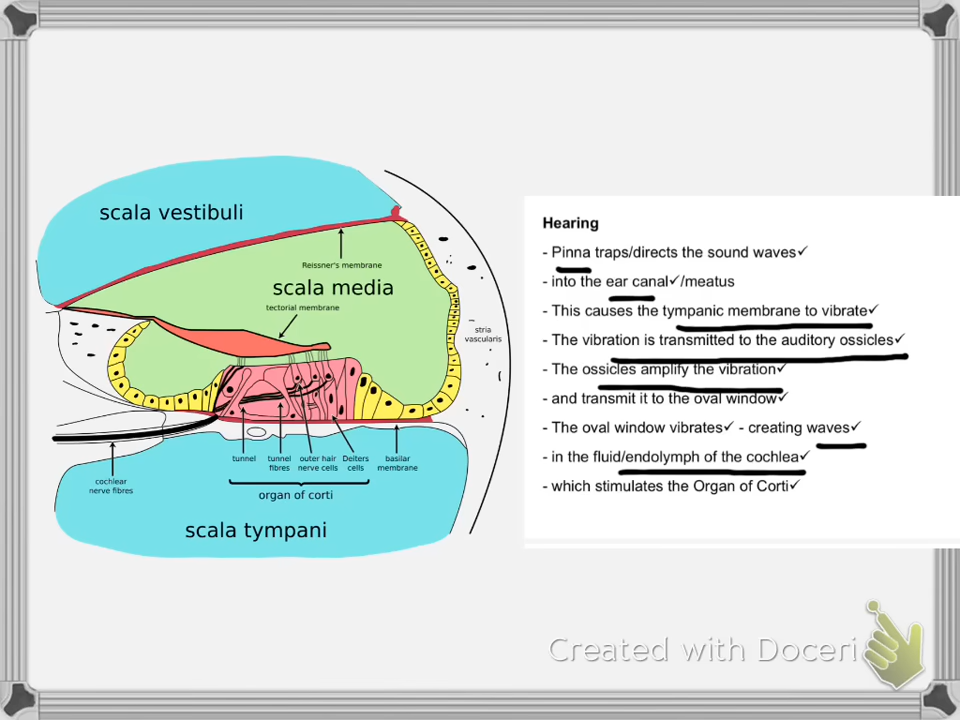 scala vestibuli
Reissner's membrane
scala media
tectorial membrane
stria
vascularis
tunnel
tunnel
fibres
outer hair
nerve cells
Deiters
cells
basilar
membrane
cochlear
nerve fibres
organ of corti
scala tympani
Hearing
- Pinna traps/directs the sound waves✓
- into the ear canal✓/meatus
- This causes the tympanic membrane to vibrate✓
- The vibration is transmitted to the auditory ossicles✓
- The ossicles amplify the vibration✓
- and transmit it to the oval window✓
- The oval window vibrates✓ - creating waves✓
- in the fluid/endolymph of the cochlea✓
- which stimulates the Organ of Corti✓
Created with Doceri